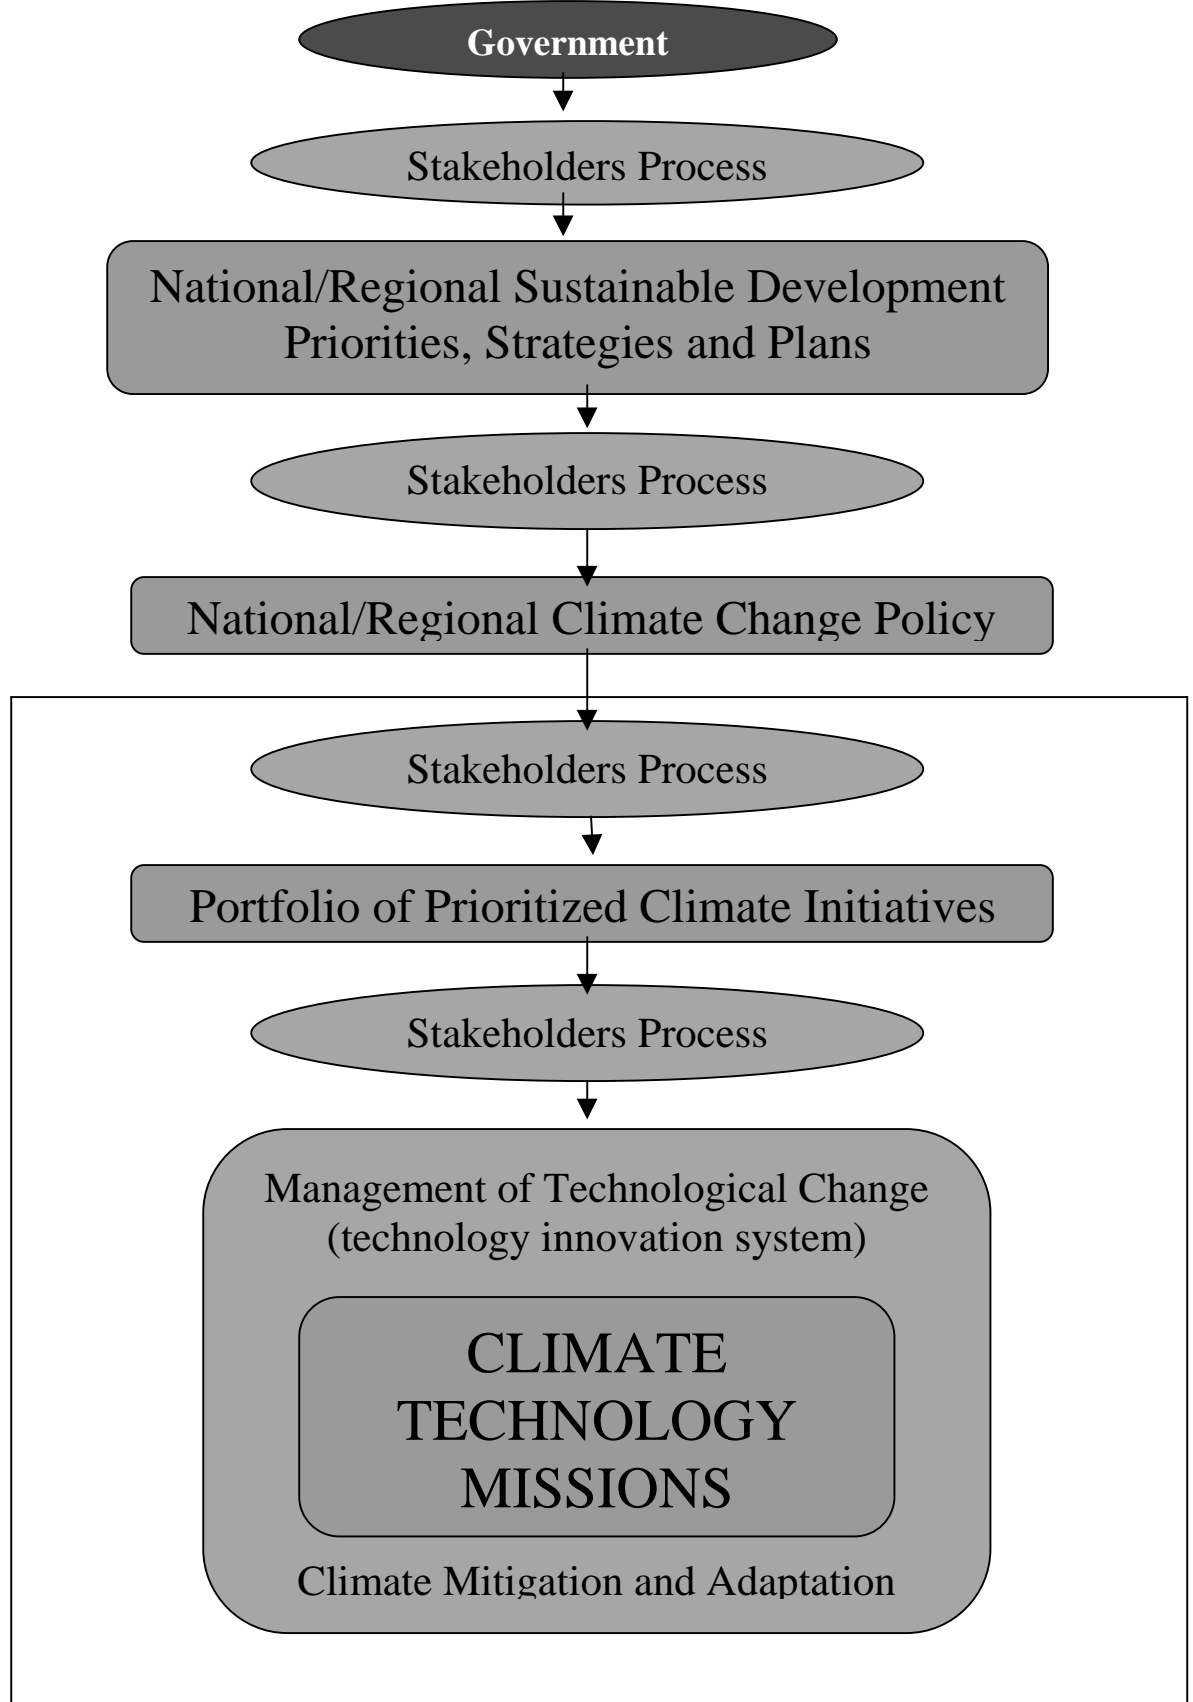 Government
Stakeholders Process
National/Regional Sustainable Development
Priorities, Strategies and Plans
Stakeholders Process
National/Regional Climate Change Policy
Stakeholders Process
Portfolio of Prioritized Climate Initiatives
Stakeholders Process
Management of Technological Change
(technology innovation system)
CLIMATE
TECHNOLOGY
MISSIONS
Climate Mitigation and Adaptation